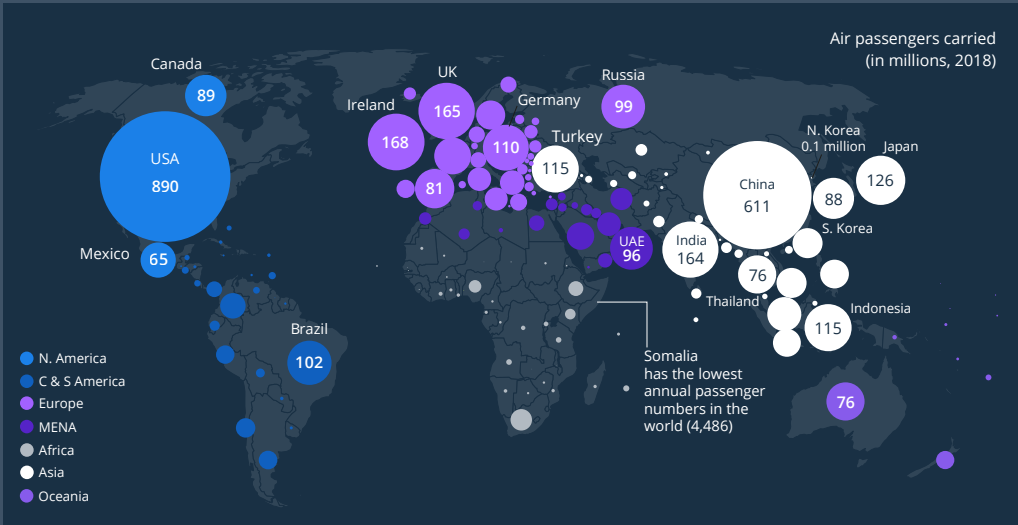 Air passengers carried
(in millions, 2018)
Canada
89
USA
890
Mexico
65
Brazil
102
UK
165
Ireland
168
Germany
110
81
Russia
99
Turkey
115
UAE
96
India
164
China
611
N. Korea
0.1 million
Japan
126
88
S. Korea
76
Thailand
Indonesia
115
76
Somalia
has the lowest
annual passenger
numbers in the
world (4,486)
N. America
C & S America
Europe
MENA
Africa
Asia
Oceania